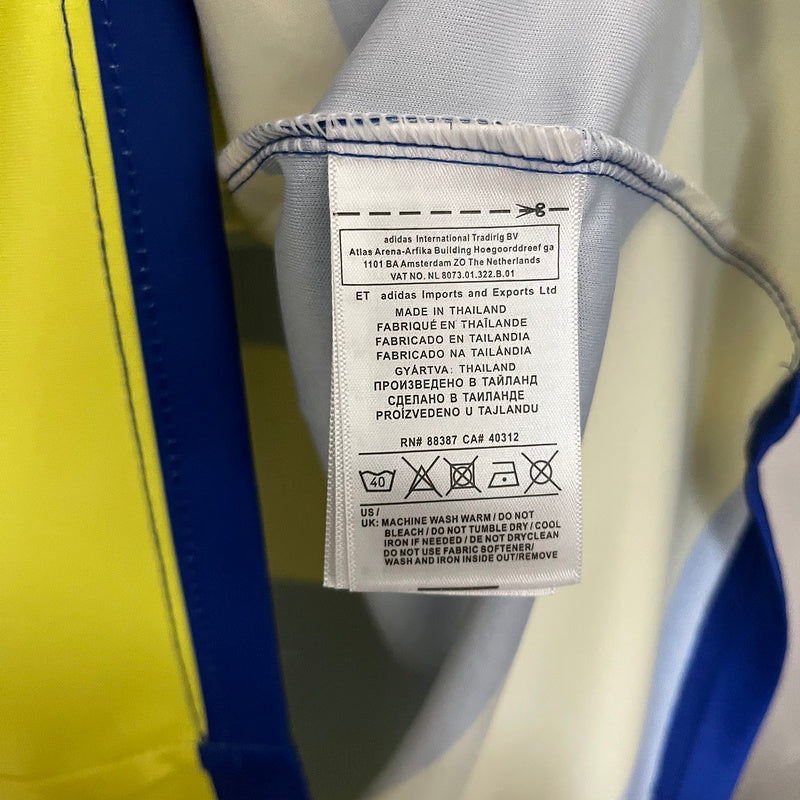 adidas International Tradirig BV
Atlas Arena-Arfika Building Hoegoorddreef ga
1101 BA Amsterdam ZO The Netherlands
VAT NO. NL 8073.01.322.B.01
ET adidas Imports and Exports Ltd
MADE IN THAILAND
FABRIQUÉ EN THAÏLANDE
FABRICADO EN TAILANDIA
FABRICADO NA TAILÂNDIA
GYÁRTVA: THAILAND
ПРОИЗВЕДЕНО В ТАЙЛАНД
СДЕЛАНО В ТАИЛАНДЕ
PROÍZVEDENO U TAJLANDU
RN# 88387 CA# 40312
40
US /
UK: MACHINE WASH WARM / DO NOT
BLEACH / DO NOT TUMBLE DRY / COOL
IRON IF NEEDED / DE NOT DRYCLEAN
DO NOT USE FABRIC SOFTENER/
WASH AND IRON INSIDE OUT/REMOVE